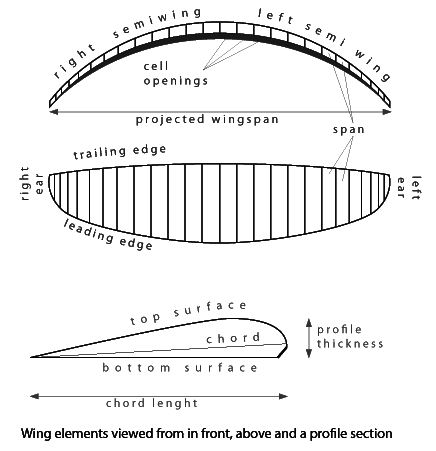 right semiwing
left semi wing
cell
openings
projected wingspan
span
trailing edge
right
ear
left
ear
leading edge
top surface
chord
profile
thickness
bottom surface
chord lenght
Wing elements viewed from in front, above and a profile section